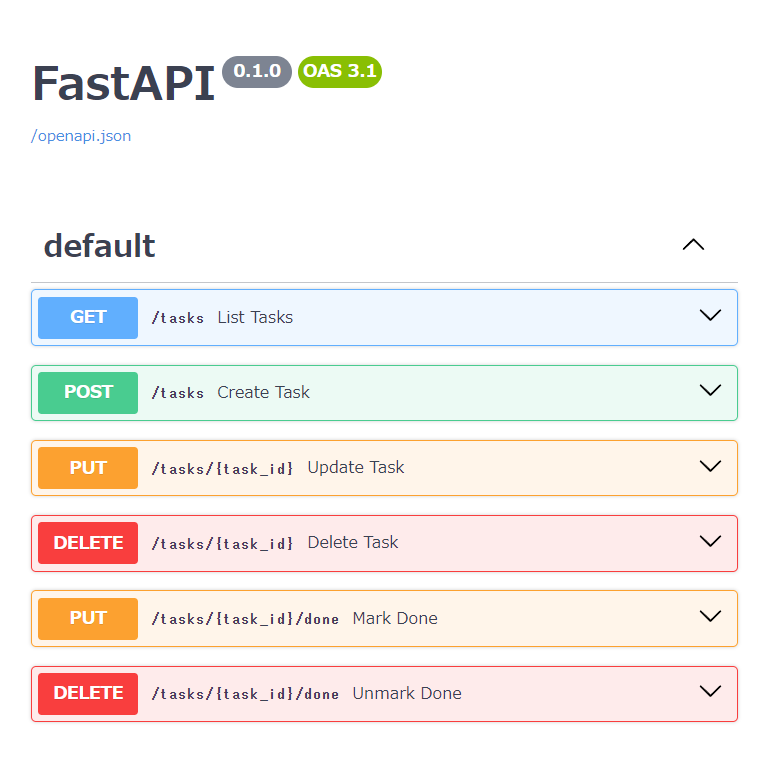 FastAPI 0.1.0 OAS 3.1
/openapi.json
default
GET /tasks List Tasks
POST /tasks Create Task
PUT /tasks/{task_id} Update Task
DELETE /tasks/{task_id} Delete Task
PUT /tasks/{task_id}/done Mark Done
DELETE /tasks/{task_id}/done Unmark Done